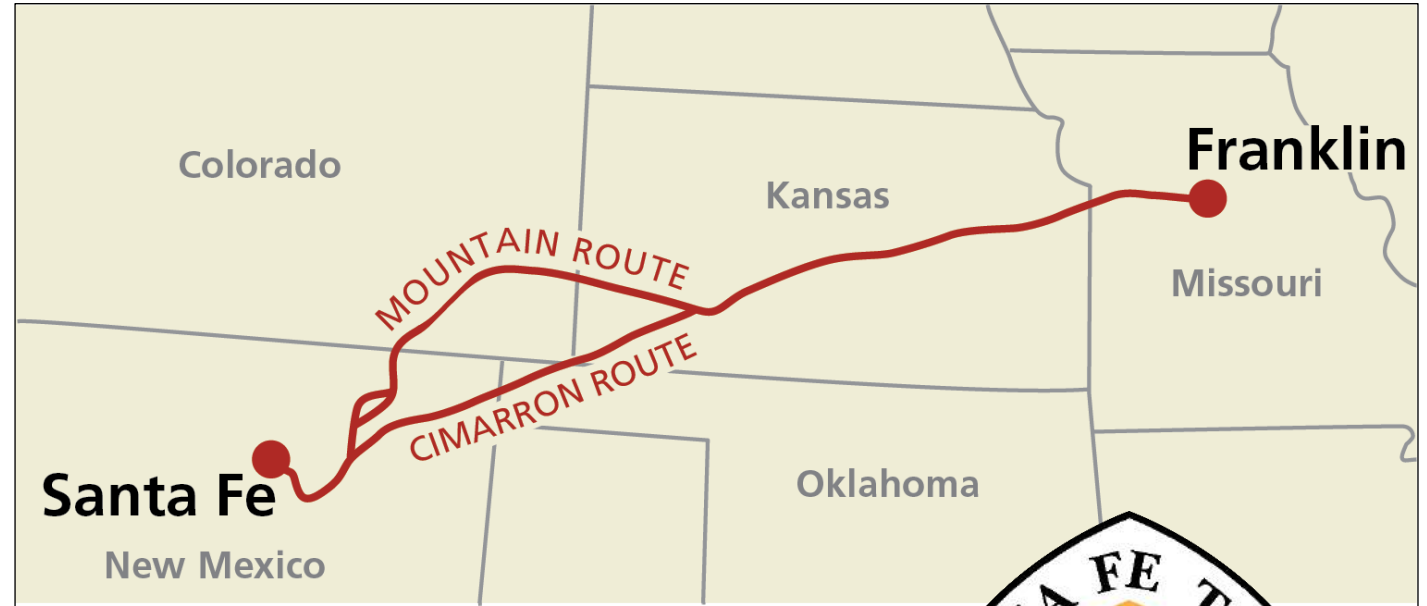 Franklin
Colorado
Kansas
MOUNTAIN ROUTE
Missouri
CIMARRON ROUTE
Santa Fe
Oklahoma
New Mexico
FE